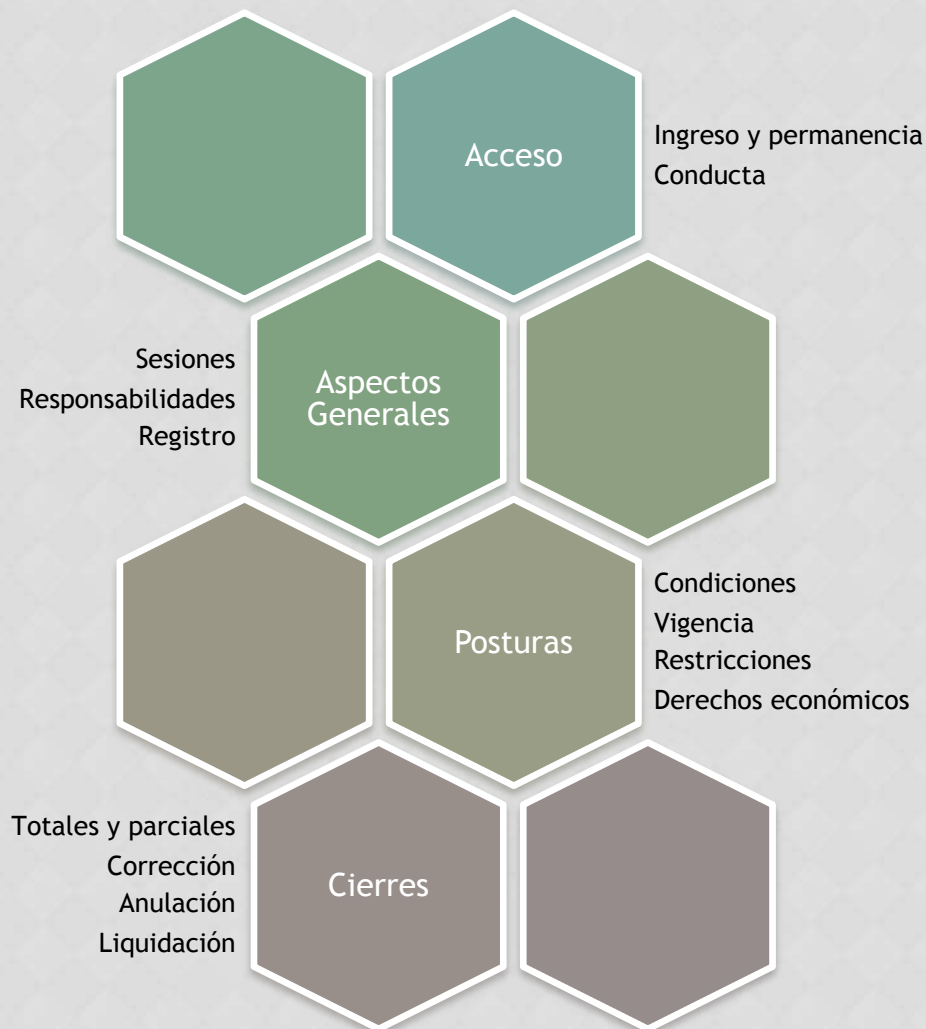 Acceso
Ingreso y permanencia
Conducta
Sesiones
Responsabilidades
Registro
Aspectos
Generales
Posturas
Condiciones
Vigencia
Restricciones
Derechos económicos
Totales y parciales
Corrección
Anulación
Liquidación
Cierres